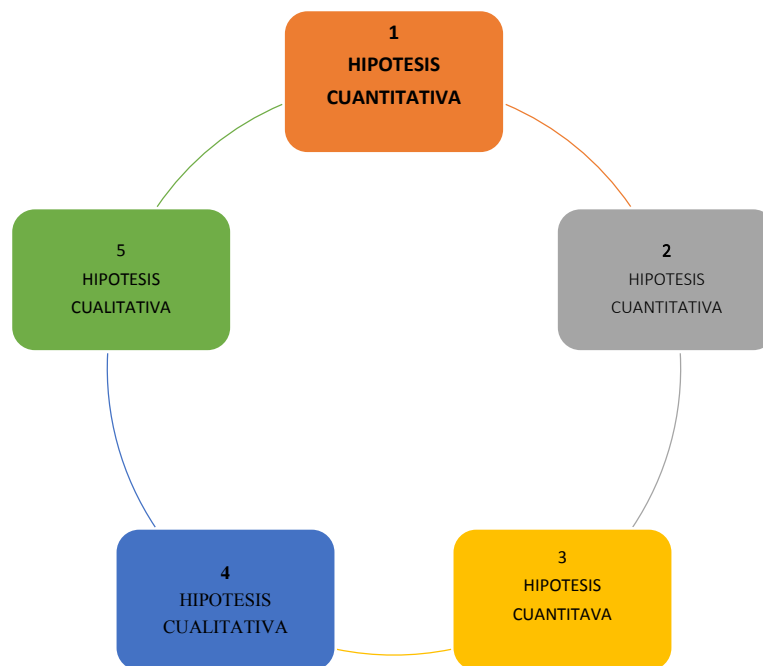 1
HIPOTESIS
CUANTITATIVA
2
HIPOTESIS
CUANTITATIVA
3
HIPOTESIS
CUANTITAVA
4
HIPOTESIS
CUALITATIVA
5
HIPOTESIS
CUALITATIVA